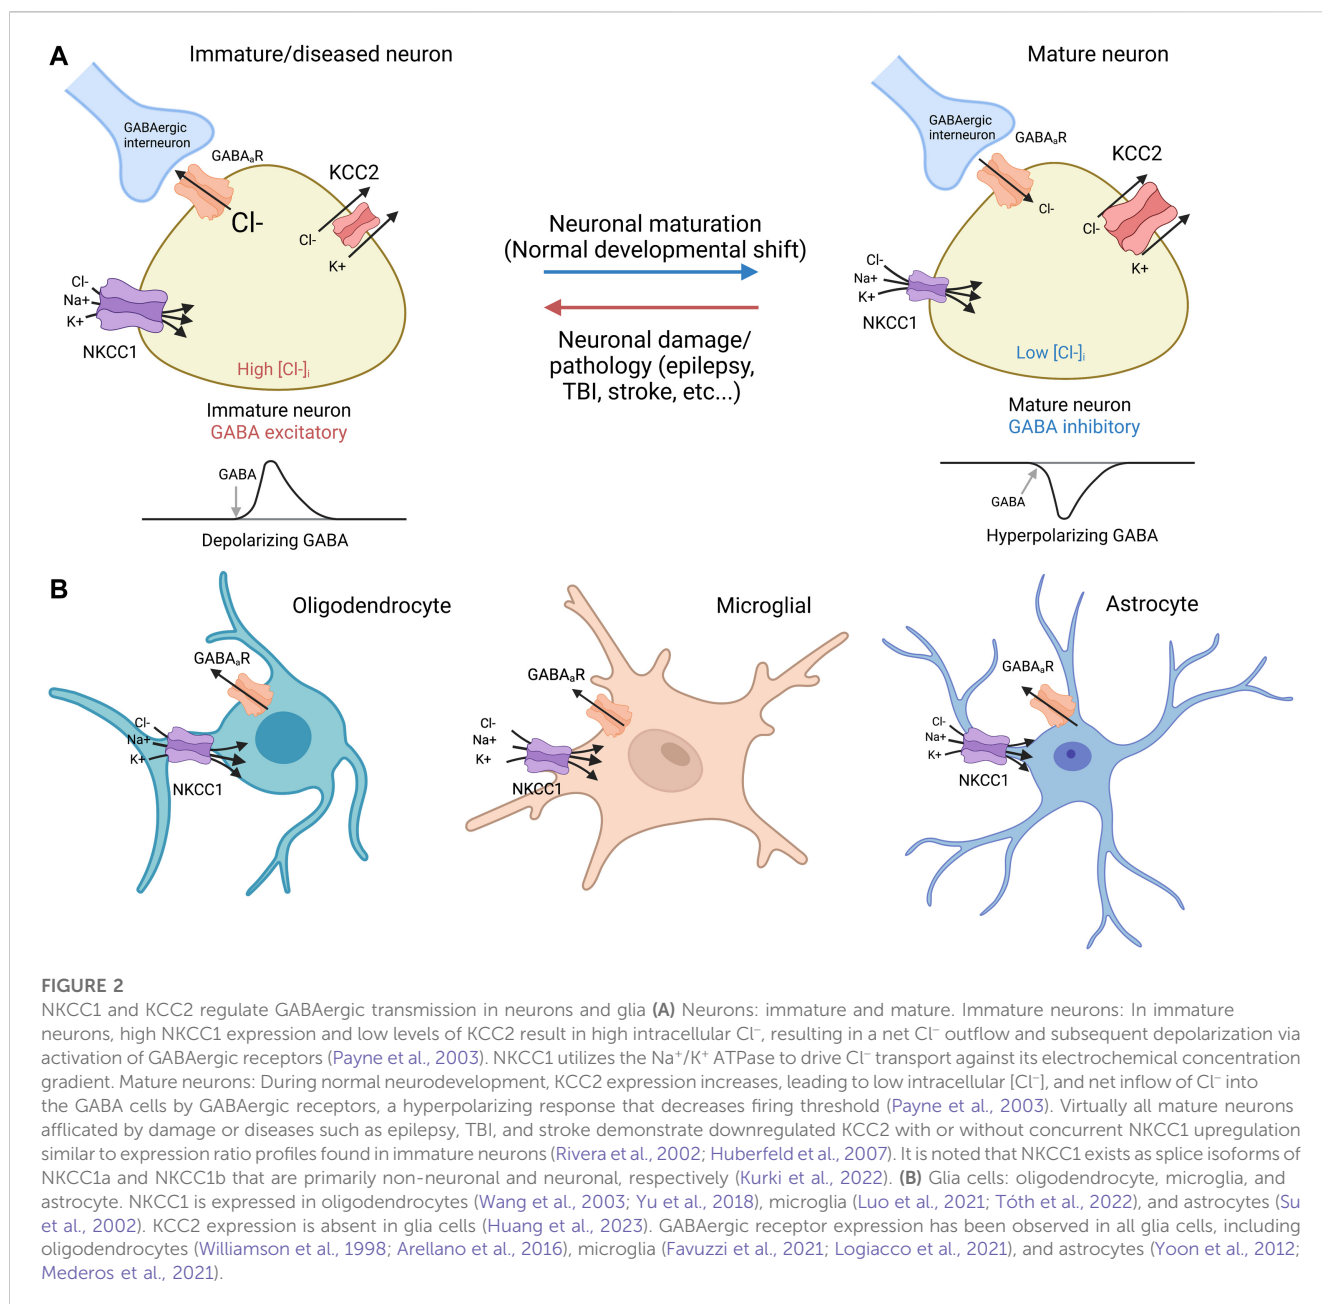 A
Immature/diseased neuron
Mature neuron
GABAergic
interneuron
GABAₐR
KCC2
Cl-
Cl-
K+
Cl-
Na+
K+
NKCC1
High [Cl-]ᵢ
Immature neuron
GABA excitatory
GABA
Depolarizing GABA
Neuronal maturation
(Normal developmental shift)
Neuronal damage/
pathology (epilepsy,
TBI, stroke, etc...)
GABAergic
interneuron
GABAₐR
KCC2
Cl-
Cl-
K+
Cl-
Na+
K+
NKCC1
Low [Cl-]ᵢ
Mature neuron
GABA inhibitory
GABA
Hyperpolarizing GABA
B
Oligodendrocyte
GABAₐR
Cl-
Na+
K+
NKCC1
Microglial
GABAₐR
Cl-
Na+
K+
NKCC1
Astrocyte
GABAₐR
Cl-
Na+
K+
NKCC1
FIGURE 2
NKCC1 and KCC2 regulate GABAergic transmission in neurons and glia (A) Neurons: immature and mature. Immature neurons: In immature
neurons, high NKCC1 expression and low levels of KCC2 result in high intracellular Cl⁻, resulting in a net Cl⁻ outflow and subsequent depolarization via
activation of GABAergic receptors (Payne et al., 2003). NKCC1 utilizes the Na⁺/K⁺ ATPase to drive Cl⁻ transport against its electrochemical concentration
gradient. Mature neurons: During normal neurodevelopment, KCC2 expression increases, leading to low intracellular [Cl⁻], and net inflow of Cl⁻ into
the GABA cells by GABAergic receptors, a hyperpolarizing response that decreases firing threshold (Payne et al., 2003). Virtually all mature neurons
afflicated by damage or diseases such as epilepsy, TBI, and stroke demonstrate downregulated KCC2 with or without concurrent NKCC1 upregulation
similar to expression ratio profiles found in immature neurons (Rivera et al., 2002; Huberfeld et al., 2007). It is noted that NKCC1 exists as splice isoforms of
NKCC1a and NKCC1b that are primarily non-neuronal and neuronal, respectively (Kurki et al., 2022). (B) Glia cells: oligodendrocyte, microglia, and
astrocyte. NKCC1 is expressed in oligodendrocytes (Wang et al., 2003; Yu et al., 2018), microglia (Luo et al., 2021; Tóth et al., 2022), and astrocytes (Su
et al., 2002). KCC2 expression is absent in glia cells (Huang et al., 2023). GABAergic receptor expression has been observed in all glia cells, including
oligodendrocytes (Williamson et al., 1998; Arellano et al., 2016), microglia (Favuzzi et al., 2021; Logiacco et al., 2021), and astrocytes (Yoon et al., 2012;
Mederos et al., 2021).